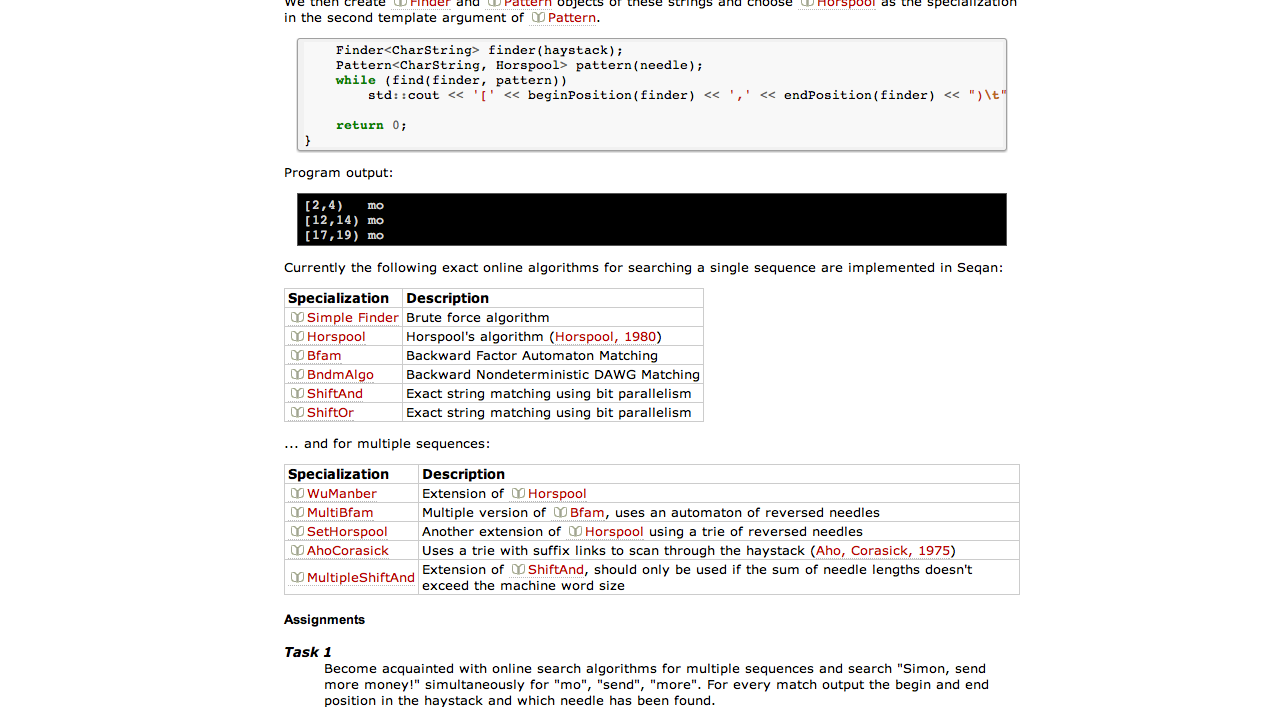 We then create Finder and Pattern objects of these strings and choose Horspool as the specialization
in the second template argument of Pattern.
Finder<CharString> finder(haystack);
Pattern<CharString, Horspool> pattern(needle);
while (find(finder, pattern))
std::cout << '[' << beginPosition(finder) << ',' << endPosition(finder) << ")\t"
return 0;
}
Program output:
[2,4) mo
[12,14) mo
[17,19) mo
Currently the following exact online algorithms for searching a single sequence are implemented in Seqan:
Specialization Description
Simple Finder Brute force algorithm
Horspool Horspool's algorithm (Horspool, 1980)
Bfam Backward Factor Automaton Matching
BndmAlgo Backward Nondeterministic DAWG Matching
ShiftAnd Exact string matching using bit parallelism
ShiftOr Exact string matching using bit parallelism
... and for multiple sequences:
Specialization Description
WuManber Extension of Horspool
MultiBfam Multiple version of Bfam, uses an automaton of reversed needles
SetHorspool Another extension of Horspool using a trie of reversed needles
AhoCorasick Uses a trie with suffix links to scan through the haystack (Aho, Corasick, 1975)
MultipleShiftAnd Extension of ShiftAnd, should only be used if the sum of needle lengths doesn't
exceed the machine word size
Assignments
Task 1
Become acquainted with online search algorithms for multiple sequences and search "Simon, send
more money!" simultaneously for "mo", "send", "more". For every match output the begin and end
position in the haystack and which needle has been found.